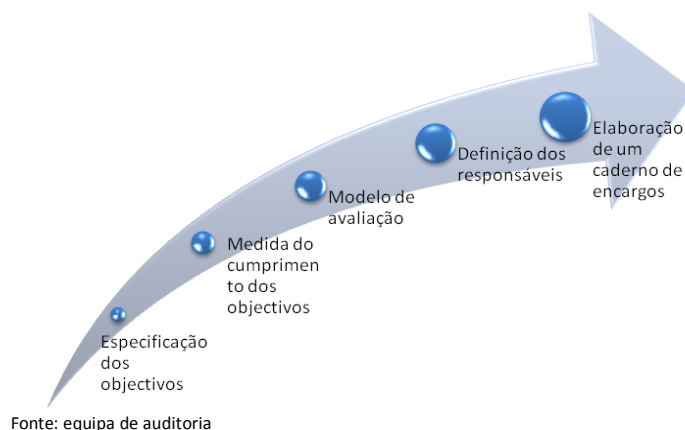 Especificação
dos
objectivos
Medida do
cumprimen
to dos
objectivos
Modelo de
avaliação
Definição dos
responsáveis
Elaboração
de um
caderno de
encargos
Fonte: equipa de auditoria